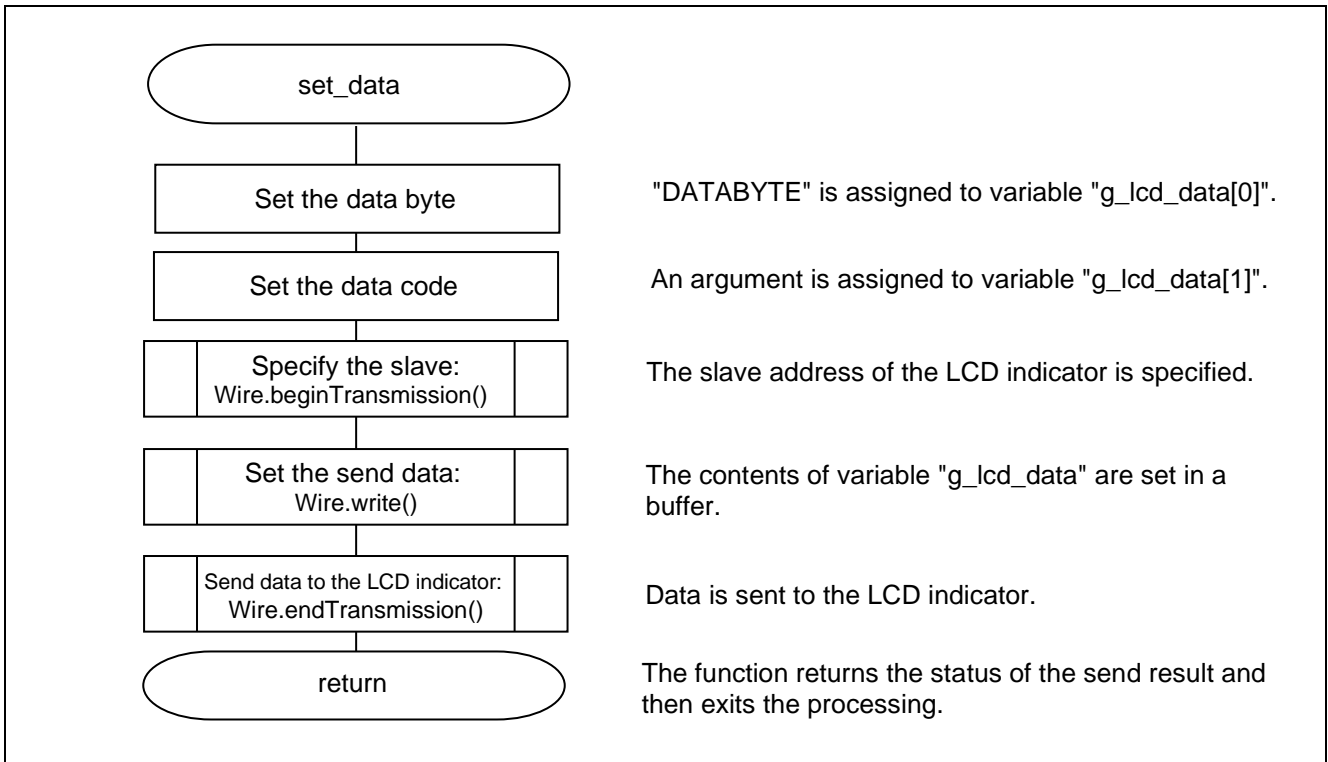 set_data
Set the data byte
"DATABYTE" is assigned to variable "g_lcd_data[0]".
Set the data code
An argument is assigned to variable "g_lcd_data[1]".
Specify the slave:
Wire.beginTransmission()
The slave address of the LCD indicator is specified.
Set the send data:
Wire.write()
The contents of variable "g_lcd_data" are set in a
buffer.
Send data to the LCD indicator:
Wire.endTransmission()
Data is sent to the LCD indicator.
return
The function returns the status of the send result and
then exits the processing.